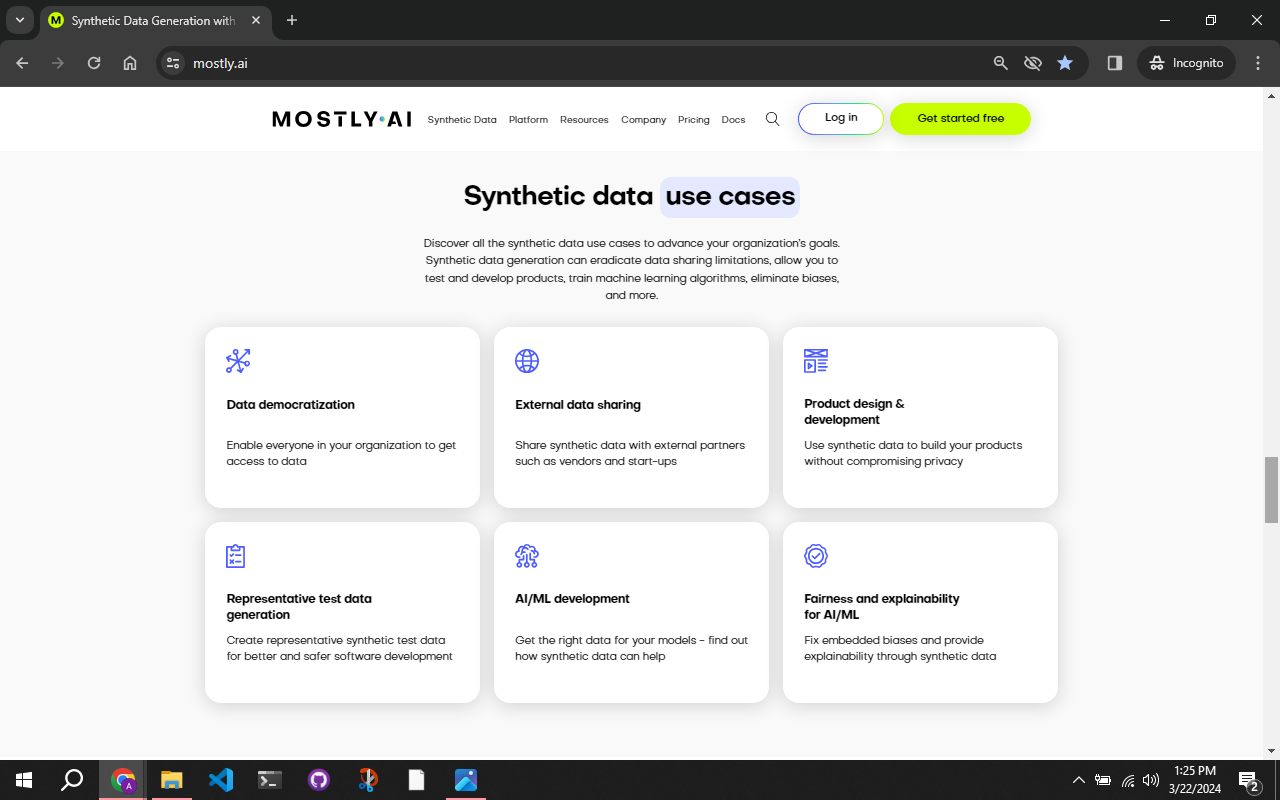 Synthetic Data Generation with
mostly.ai
Incognito
MOSTLY·AI
Synthetic Data
Platform
Resources
Company
Pricing
Docs
Log in
Get started free
Synthetic data use cases
Discover all the synthetic data use cases to advance your organization's goals.
Synthetic data generation can eradicate data sharing limitations, allow you to
test and develop products, train machine learning algorithms, eliminate biases,
and more.
Data democratization
Enable everyone in your organization to get
access to data
External data sharing
Share synthetic data with external partners
such as vendors and start-ups
Product design &
development
Use synthetic data to build your products
without compromising privacy
Representative test data
generation
Create representative synthetic test data
for better and safer software development
AI/ML development
Get the right data for your models - find out
how synthetic data can help
Fairness and explainability
for AI/ML
Fix embedded biases and provide
explainability through synthetic data
1:25 PM
3/22/2024
2